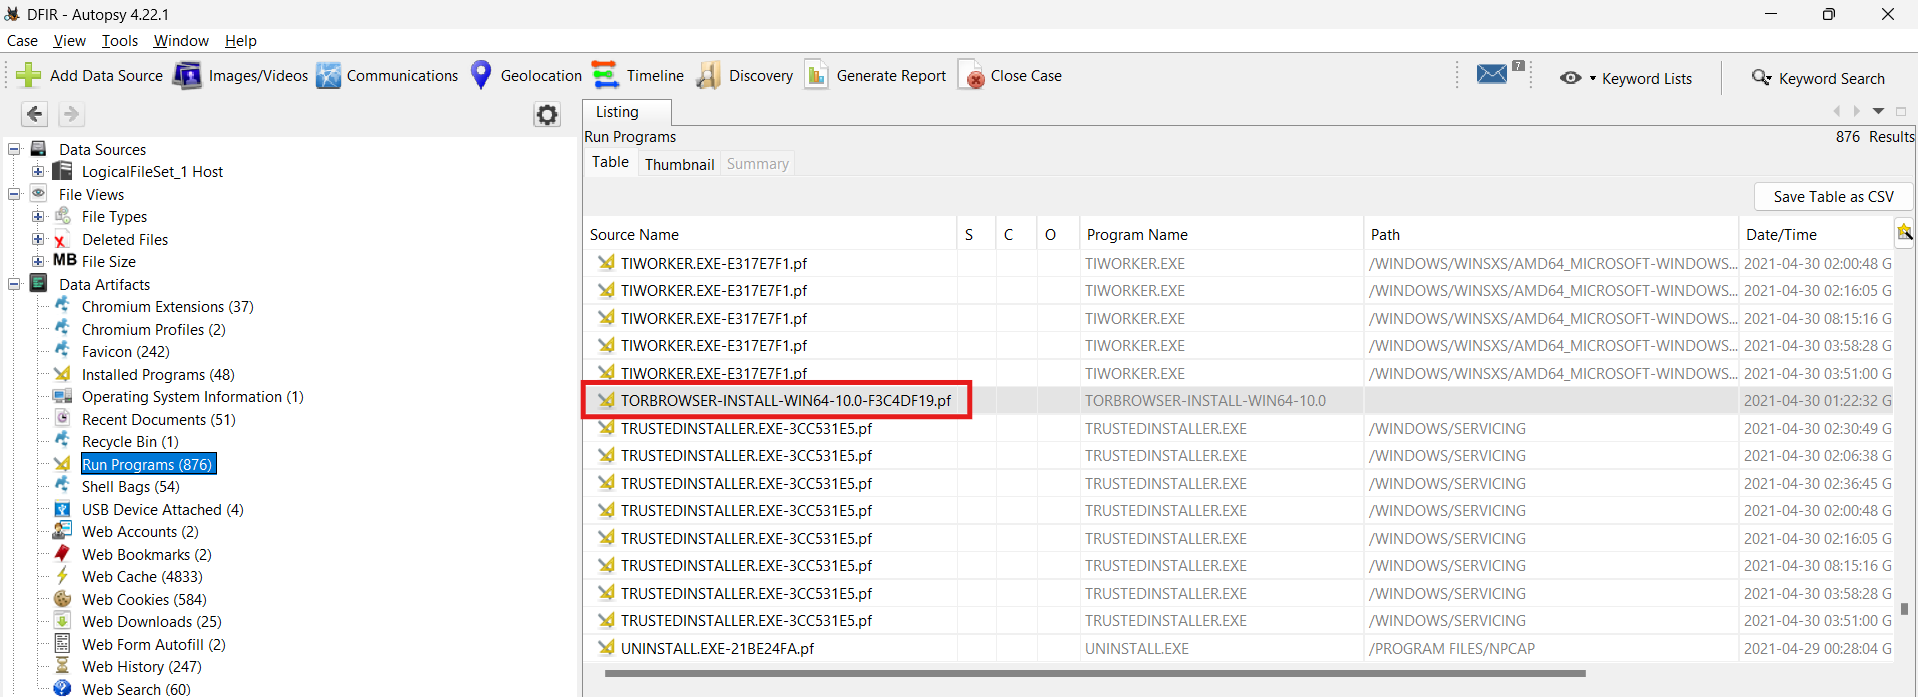 DFIR - Autopsy 4.22.1
Case View Tools Window Help
Add Data Source Images/Videos Communications Geolocation Timeline Discovery Generate Report Close Case 7 Keyword Lists Keyword Search
Data Sources
LogicalFileSet_1 Host
File Views
File Types
Deleted Files
MB File Size
Data Artifacts
Chromium Extensions (37)
Chromium Profiles (2)
Favicon (242)
Installed Programs (48)
Operating System Information (1)
Recent Documents (51)
Recycle Bin (1)
Run Programs (876)
Shell Bags (54)
USB Device Attached (4)
Web Accounts (2)
Web Bookmarks (2)
Web Cache (4833)
Web Cookies (584)
Web Downloads (25)
Web Form Autofill (2)
Web History (247)
Web Search (60)
Listing
Run Programs 876 Results
Table Thumbnail Summary
Save Table as CSV
Source Name S C O Program Name Path Date/Time
TIWORKER.EXE-E317E7F1.pf TIWORKER.EXE /WINDOWS/WINSXS/AMD64_MICROSOFT-WINDOWS... 2021-04-30 02:00:48 G
TIWORKER.EXE-E317E7F1.pf TIWORKER.EXE /WINDOWS/WINSXS/AMD64_MICROSOFT-WINDOWS... 2021-04-30 02:16:05 G
TIWORKER.EXE-E317E7F1.pf TIWORKER.EXE /WINDOWS/WINSXS/AMD64_MICROSOFT-WINDOWS... 2021-04-30 08:15:16 G
TIWORKER.EXE-E317E7F1.pf TIWORKER.EXE /WINDOWS/WINSXS/AMD64_MICROSOFT-WINDOWS... 2021-04-30 03:58:28 G
TIWORKER.EXE-E317E7F1.pf TIWORKER.EXE /WINDOWS/WINSXS/AMD64_MICROSOFT-WINDOWS... 2021-04-30 03:51:00 G
TORBROWSER-INSTALL-WIN64-10.0-F3C4DF19.pf TORBROWSER-INSTALL-WIN64-10.0 2021-04-30 01:22:32 G
TRUSTEDINSTALLER.EXE-3CC531E5.pf TRUSTEDINSTALLER.EXE /WINDOWS/SERVICING 2021-04-30 02:30:49 G
TRUSTEDINSTALLER.EXE-3CC531E5.pf TRUSTEDINSTALLER.EXE /WINDOWS/SERVICING 2021-04-30 02:06:38 G
TRUSTEDINSTALLER.EXE-3CC531E5.pf TRUSTEDINSTALLER.EXE /WINDOWS/SERVICING 2021-04-30 02:36:45 G
TRUSTEDINSTALLER.EXE-3CC531E5.pf TRUSTEDINSTALLER.EXE /WINDOWS/SERVICING 2021-04-30 02:00:48 G
TRUSTEDINSTALLER.EXE-3CC531E5.pf TRUSTEDINSTALLER.EXE /WINDOWS/SERVICING 2021-04-30 02:16:05 G
TRUSTEDINSTALLER.EXE-3CC531E5.pf TRUSTEDINSTALLER.EXE /WINDOWS/SERVICING 2021-04-30 08:15:16 G
TRUSTEDINSTALLER.EXE-3CC531E5.pf TRUSTEDINSTALLER.EXE /WINDOWS/SERVICING 2021-04-30 03:58:28 G
TRUSTEDINSTALLER.EXE-3CC531E5.pf TRUSTEDINSTALLER.EXE /WINDOWS/SERVICING 2021-04-30 03:51:00 G
UNINSTALL.EXE-21BE24FA.pf UNINSTALL.EXE /PROGRAM FILES/NPCAP 2021-04-29 00:28:04 G